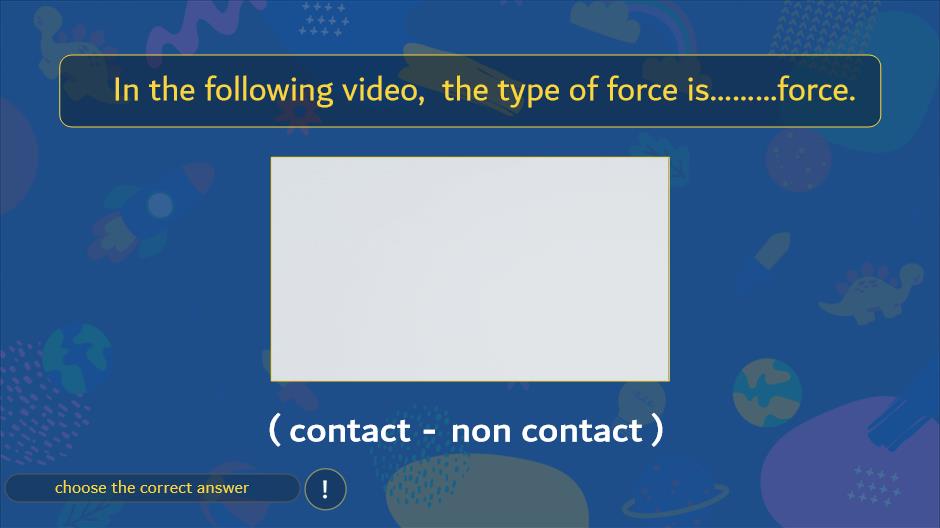 In the following video,  the type of force is.........force.
( contact -  non contact )
choose the correct answer
!